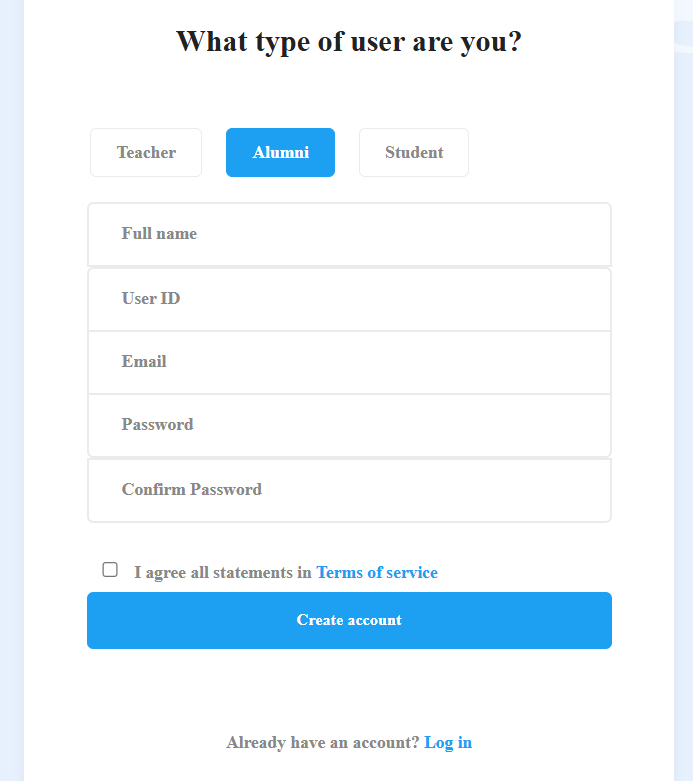 What type of user are you?
Teacher Alumni Student
Full name
User ID
Email
Password
Confirm Password
I agree all statements in Terms of service
Create account
Already have an account? Log in